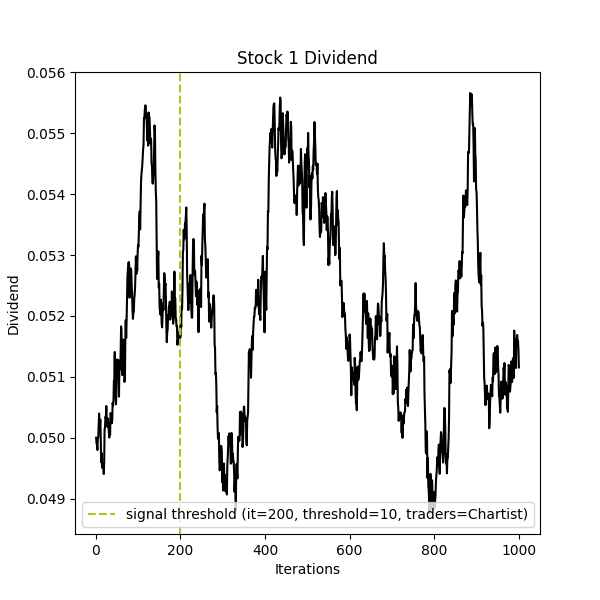 Stock 1 Dividend
0.056
0.055
0.054
0.053
0.052
0.051
0.050
0.049
Dividend
signal threshold (it=200, threshold=10, traders=Chartist)
0 200 400 600 800 1000
Iterations